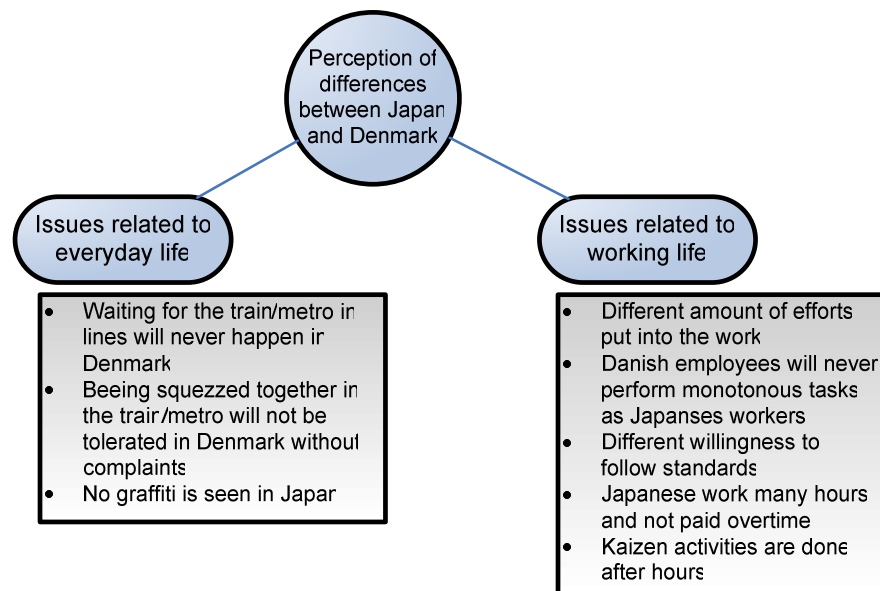 Perception of
differences
between Japan
and Denmark
Issues related to
everyday life
Issues related to
working life
• Waiting for the train/metro in
lines will never happen in
Denmark
• Beeing squezzed together in
the train/metro will not be
tolerated in Denmark without
complaints
• No graffiti is seen in Japan
• Different amount of efforts
put into the work
• Danish employees will never
perform monotonous tasks
as Japanses workers
• Different willingness to
follow standards
• Japanese work many hours
and not paid overtime
• Kaizen activities are done
after hours